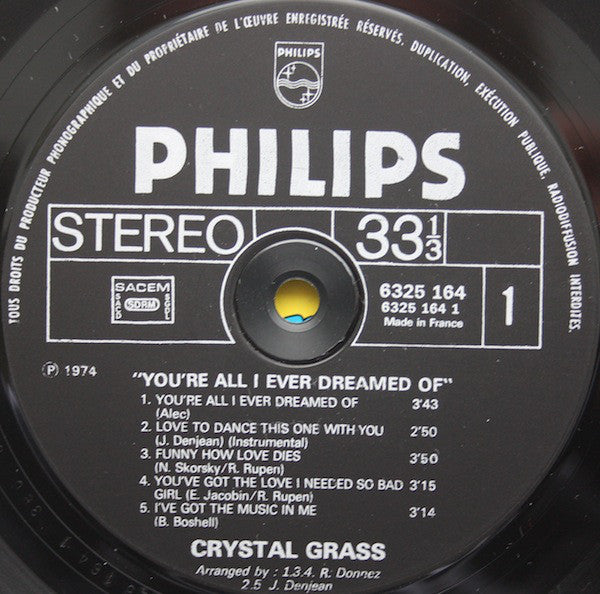 TOUS DROITS DU PRODUCTEUR PHONOGRAPHIQUE ET DU PROPRIÉTAIRE DE L'ŒUVRE ENREGISTRÉE RÉSERVÉS, DUPLICATION, EXÉCUTION PUBLIQUE, RADIODIFFUSION INTERDITES.
PHILIPS
PHILIPS
STEREO 33 1/3
SACEM
SACD SDRM SGDL
6325 164
6325 164 1
Made in France
1
Ⓟ 1974
"YOU'RE ALL I EVER DREAMED OF"
1. YOU'RE ALL I EVER DREAMED OF 3'43
(Alec)
2. LOVE TO DANCE THIS ONE WITH YOU 2'50
(J. Denjean) (Instrumental)
3. FUNNY HOW LOVE DIES 3'50
(N. Skorsky/R. Rupen)
4. YOU'VE GOT THE LOVE I NEEDED SO BAD 3'15
GIRL (E. Jacobin/R. Rupen)
5. I'VE GOT THE MUSIC IN ME 3'14
(B. Boshell)
CRYSTAL GRASS
Arranged by : 1.3.4. R. Donnez
2.5 J. Denjean